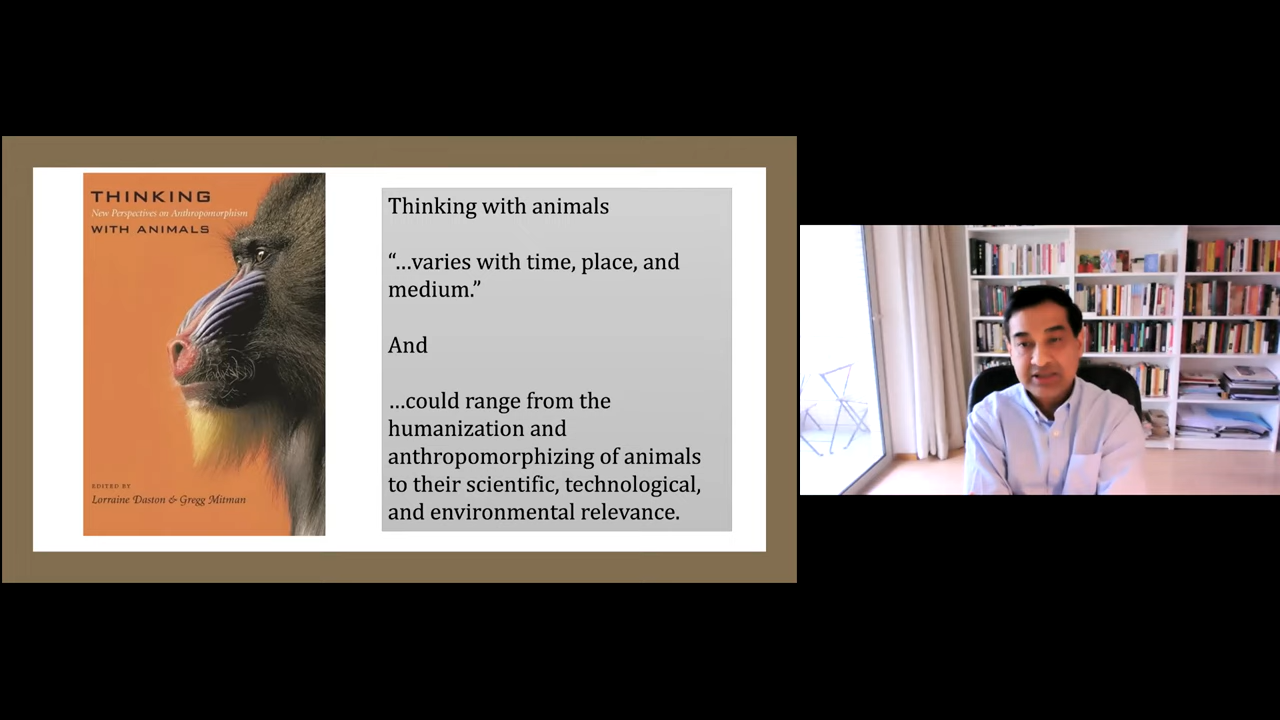 THINKING
New Perspectives on Anthropomorphism
WITH ANIMALS
EDITED BY
Lorraine Daston & Gregg Mitman
Thinking with animals
“...varies with time, place, and
medium.”
And
...could range from the
humanization and
anthropomorphizing of animals
to their scientific, technological,
and environmental relevance.